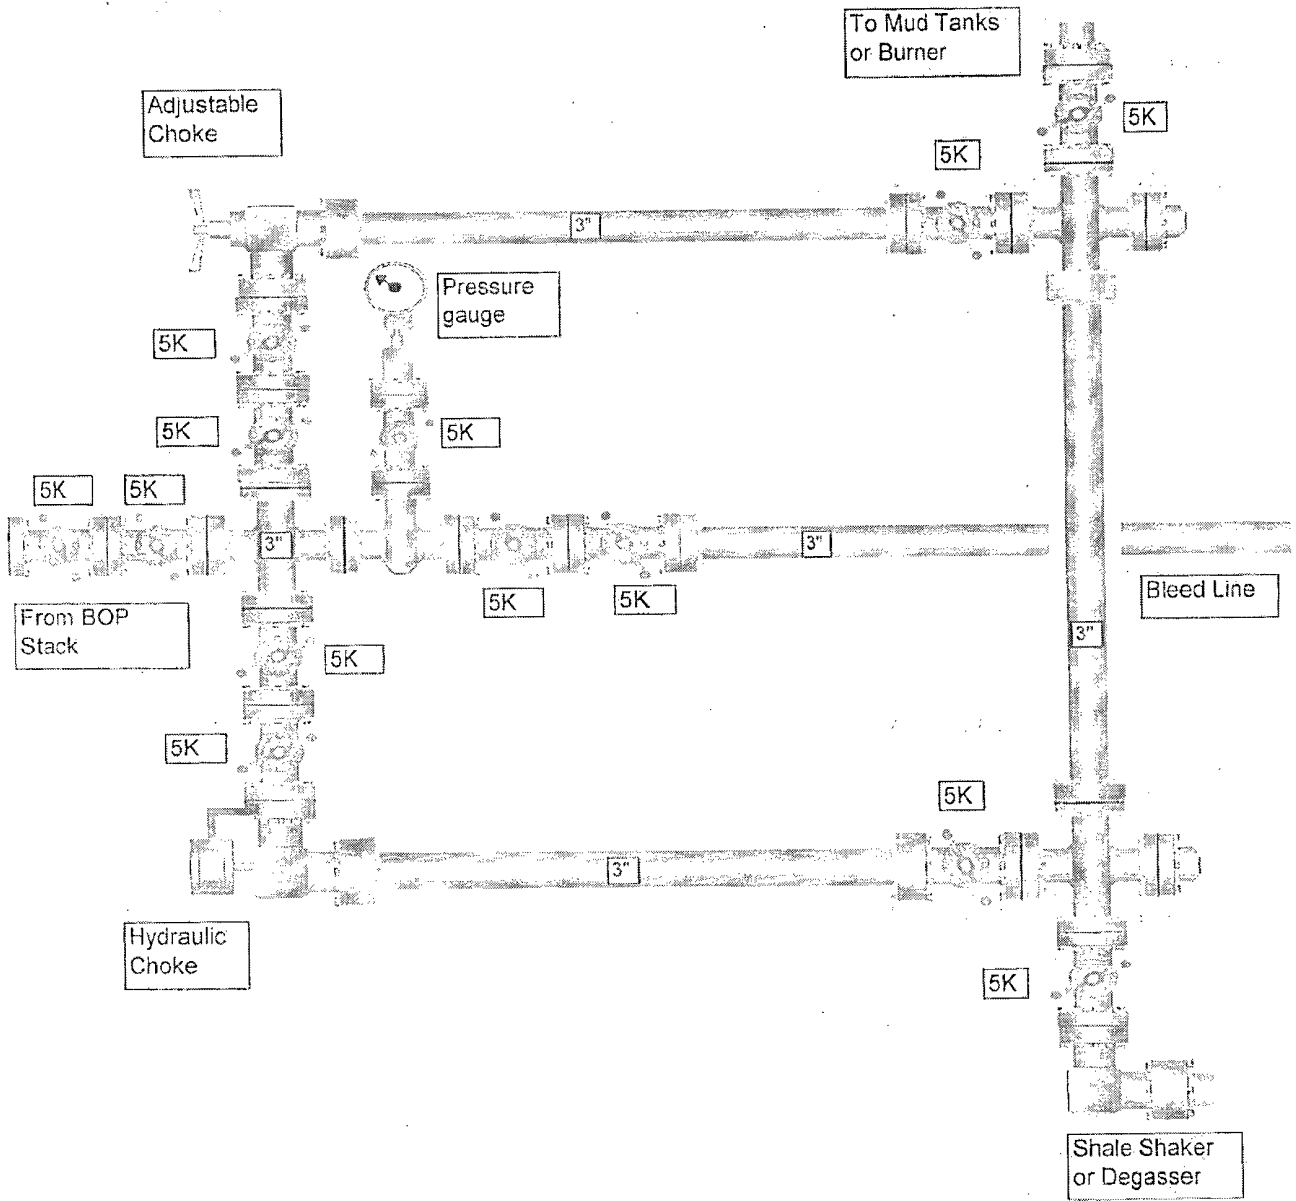 To Mud Tanks
or Burner
Adjustable
Choke
5K
5K
3"
Pressure
gauge
5K
5K
5K
5K
5K
3"
3"
From BOP
Stack
5K
5K
Bleed Line
5K
3"
5K
5K
3"
Hydraulic
Choke
5K
Shale Shaker
or Degasser